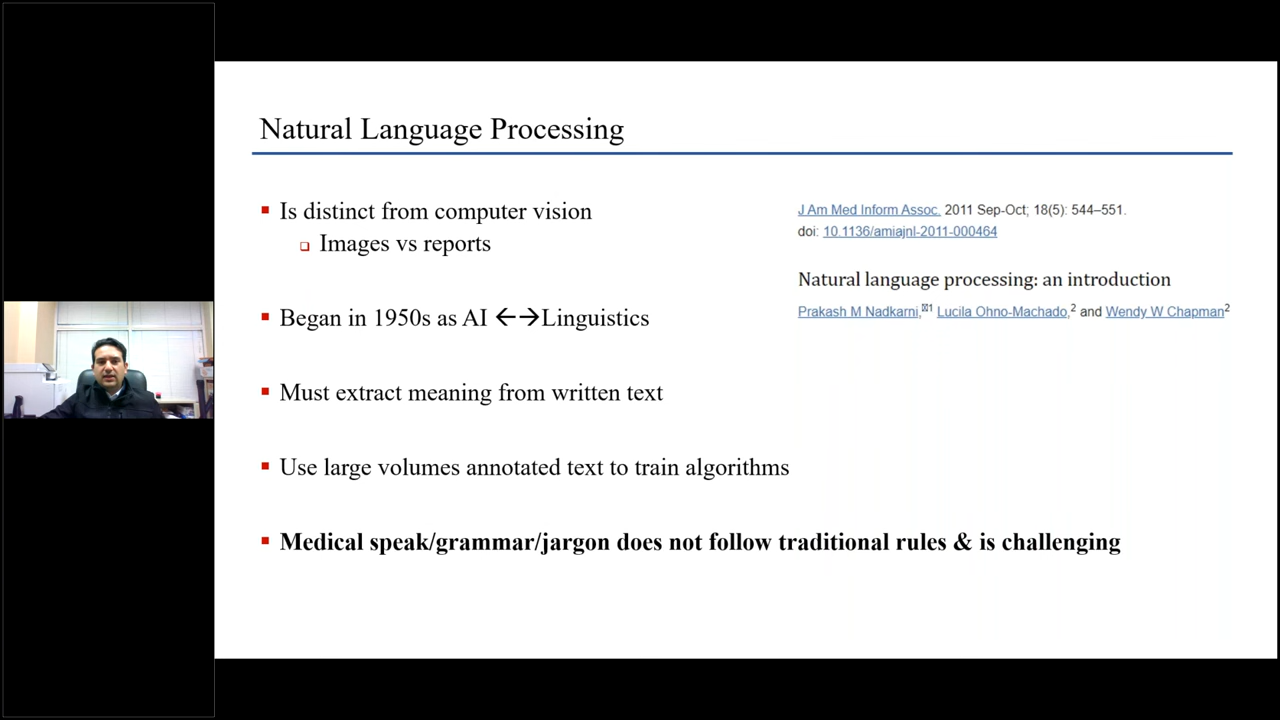 Natural Language Processing
Is distinct from computer vision
Images vs reports
Began in 1950s as AI ←→Linguistics
Must extract meaning from written text
Use large volumes annotated text to train algorithms
Medical speak/grammar/jargon does not follow traditional rules & is challenging
J Am Med Inform Assoc. 2011 Sep-Oct; 18(5): 544–551.
doi: 10.1136/amiajnl-2011-000464
Natural language processing: an introduction
Prakash M Nadkarni,✉1 Lucila Ohno-Machado,2 and Wendy W Chapman2